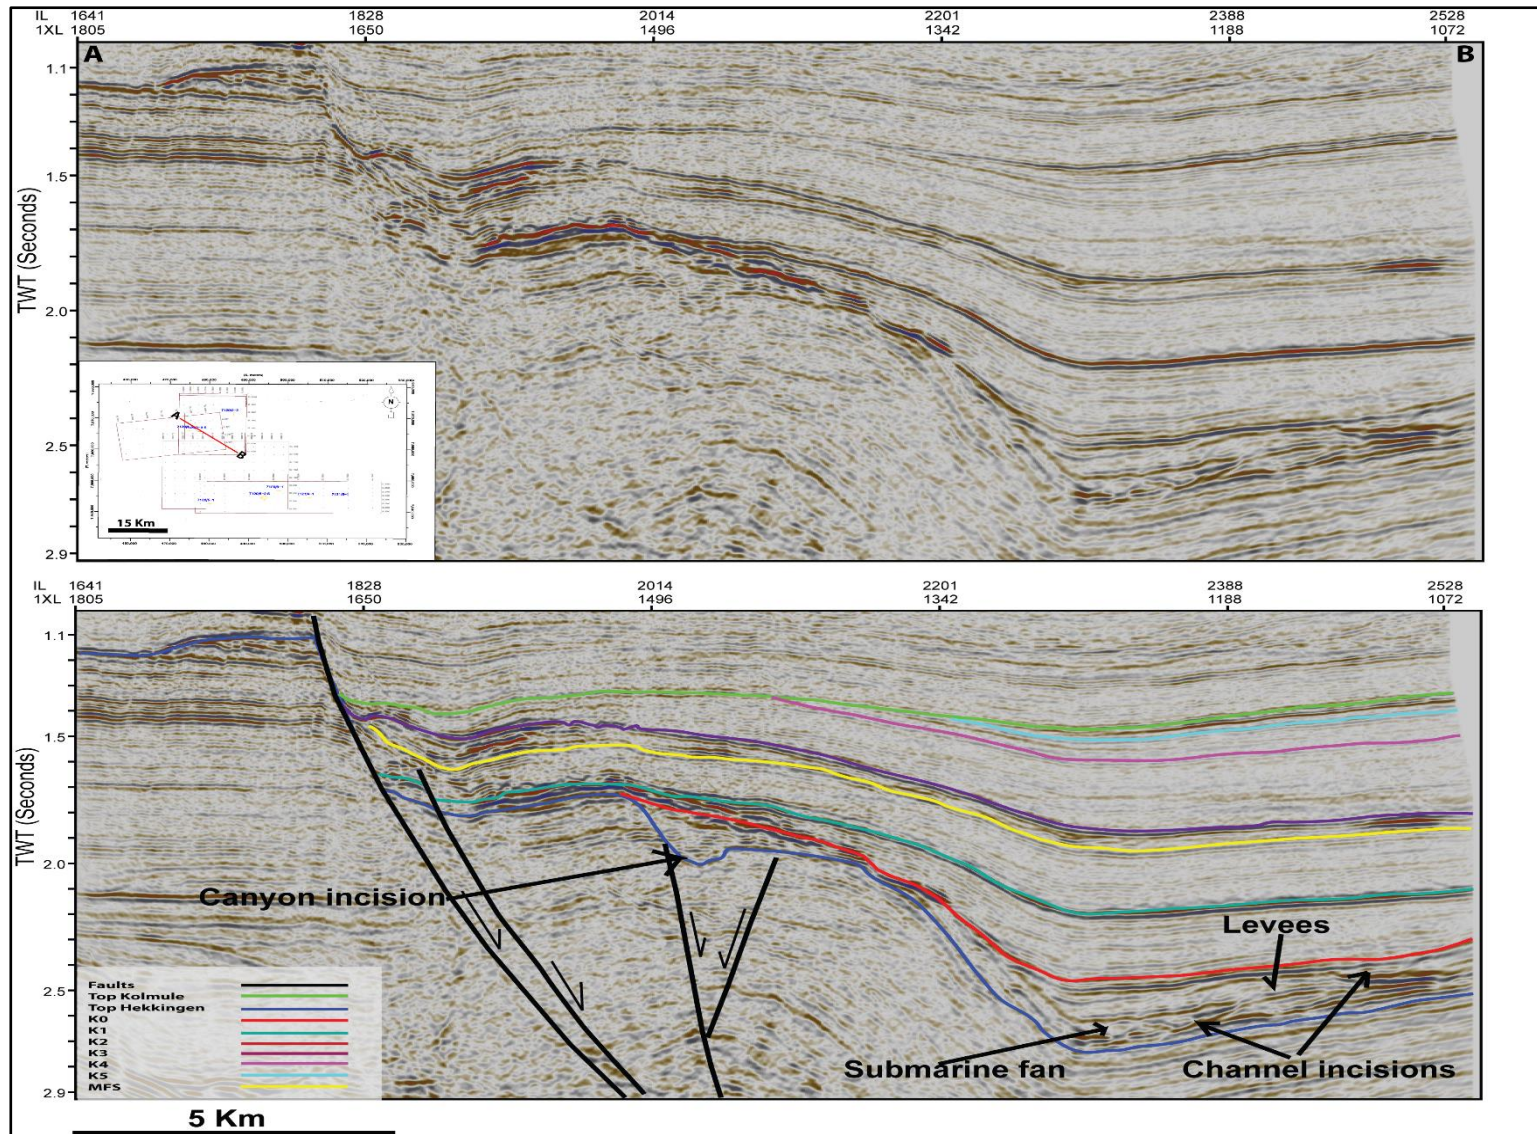 IL 1641 1828 2014 2201 2388 2528
1XL 1805 1650 1496 1342 1188 1072
A B
1.1
1.5
2.0
2.5
2.9
TWT (Seconds)
A
B
N
15 Km
IL 1641 1828 2014 2201 2388 2528
1XL 1805 1650 1496 1342 1188 1072
1.1
1.5
2.0
2.5
2.9
TWT (Seconds)
Canyon incision
Levees
Submarine fan
Channel incisions
Faults
Top Kolmule
Top Hekkingen
K0
K1
K2
K3
K4
K5
MFS
5 Km